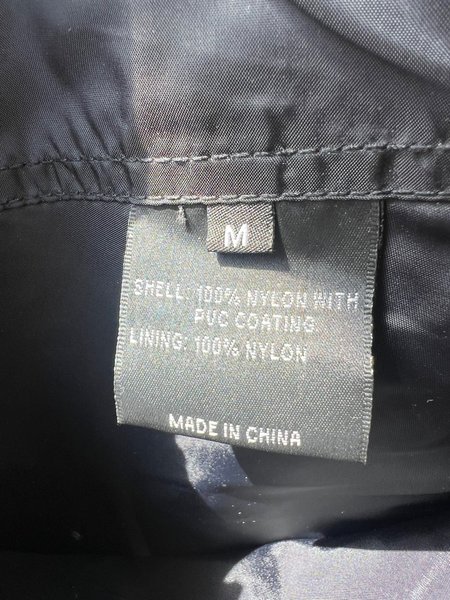 M
SHELL: 100% NYLON WITH
PVC COATING
LINING: 100% NYLON
MADE IN CHINA